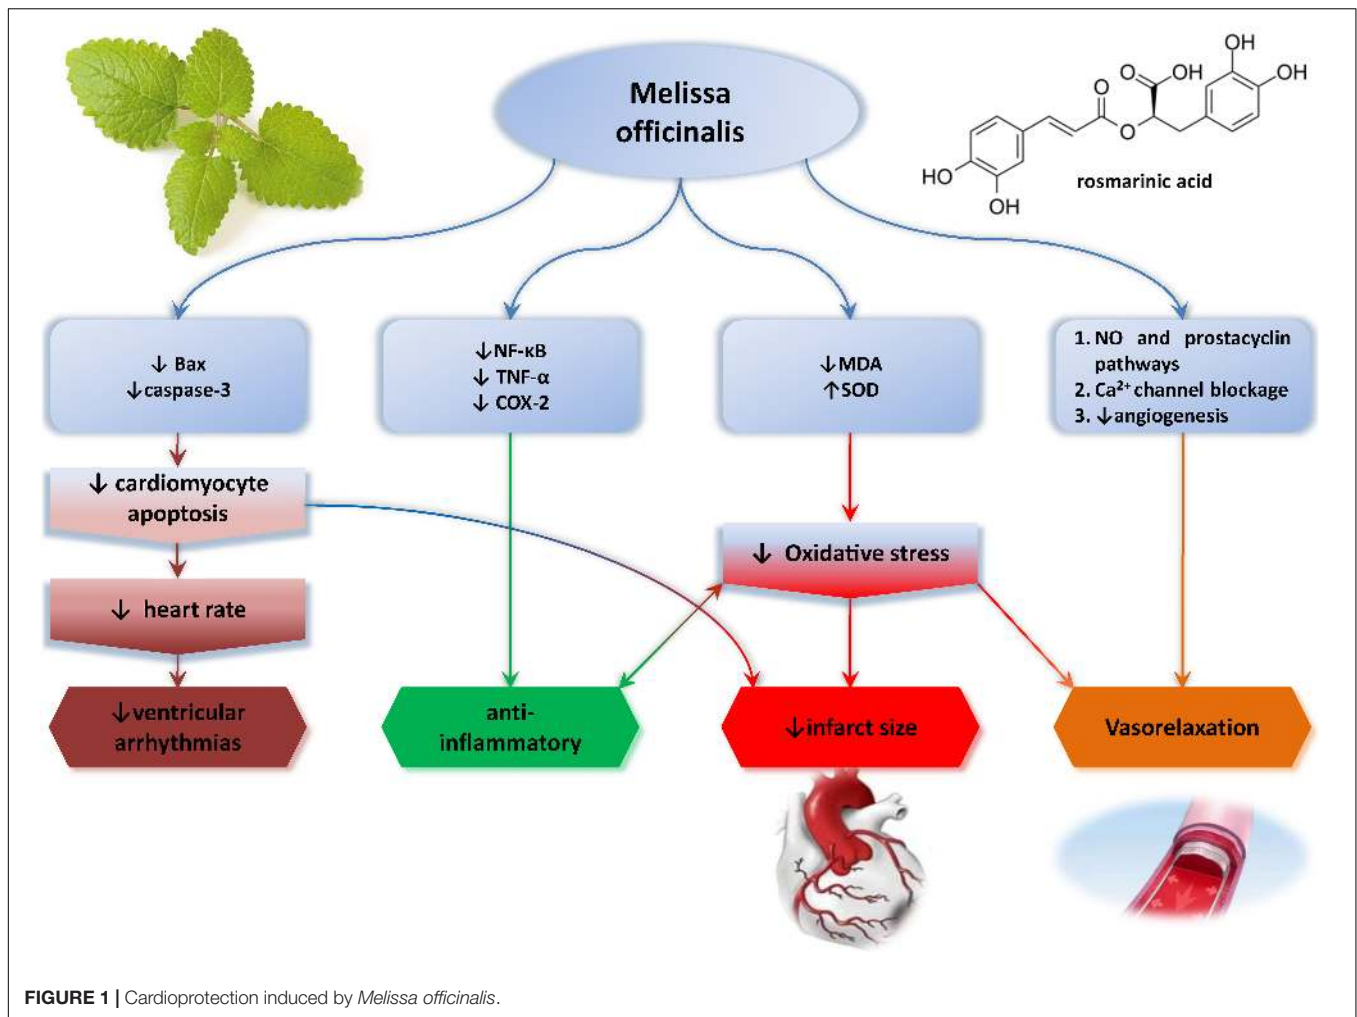 Melissa
officinalis
OH
OH
O
OH
O
O
HO
OH
rosmarinic acid
↓ Bax
↓caspase-3
↓NF-κB
↓ TNF-α
↓ COX-2
↓MDA
↑SOD
1. NO and prostacyclin
pathways
2. Ca²⁺ channel blockage
3. ↓angiogenesis
↓ cardiomyocyte
apoptosis
↓ Oxidative stress
↓ heart rate
↓ventricular
arrhythmias
anti-
inflammatory
↓infarct size
Vasorelaxation
FIGURE 1 | Cardioprotection induced by Melissa officinalis.